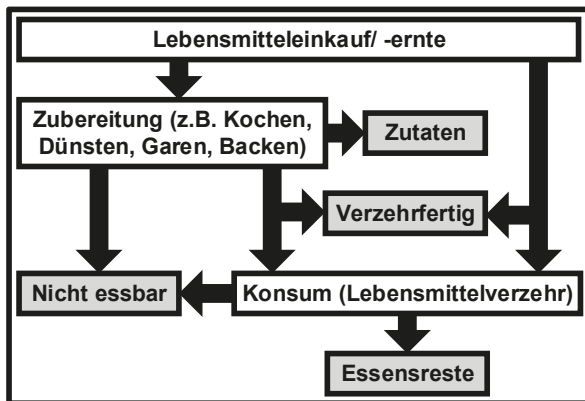 Lebensmitteleinkauf/ -ernte
Zubereitung (z.B. Kochen,
Dünsten, Garen, Backen)
Zutaten
Verzehrfertig
Nicht essbar
Konsum (Lebensmittelverzehr)
Essensreste